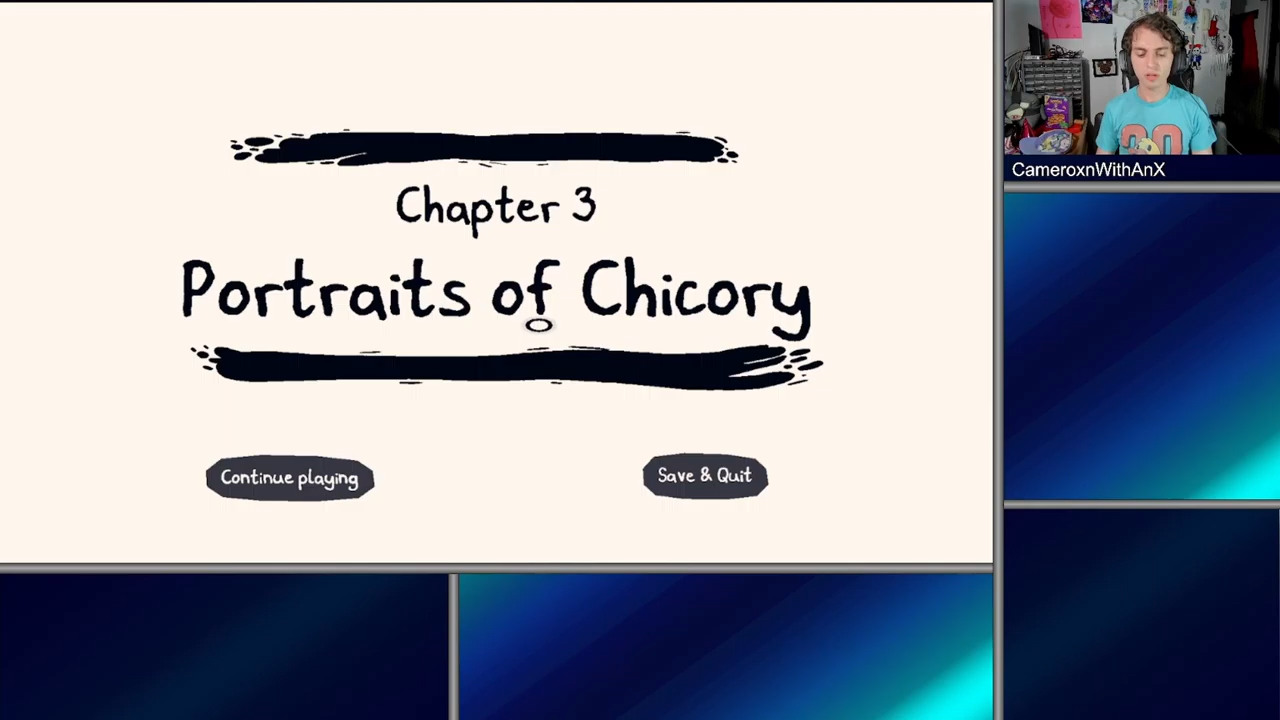 Chapter 3
Portraits of Chicory
Continue playing
Save & Quit
CameroxnWithAnX